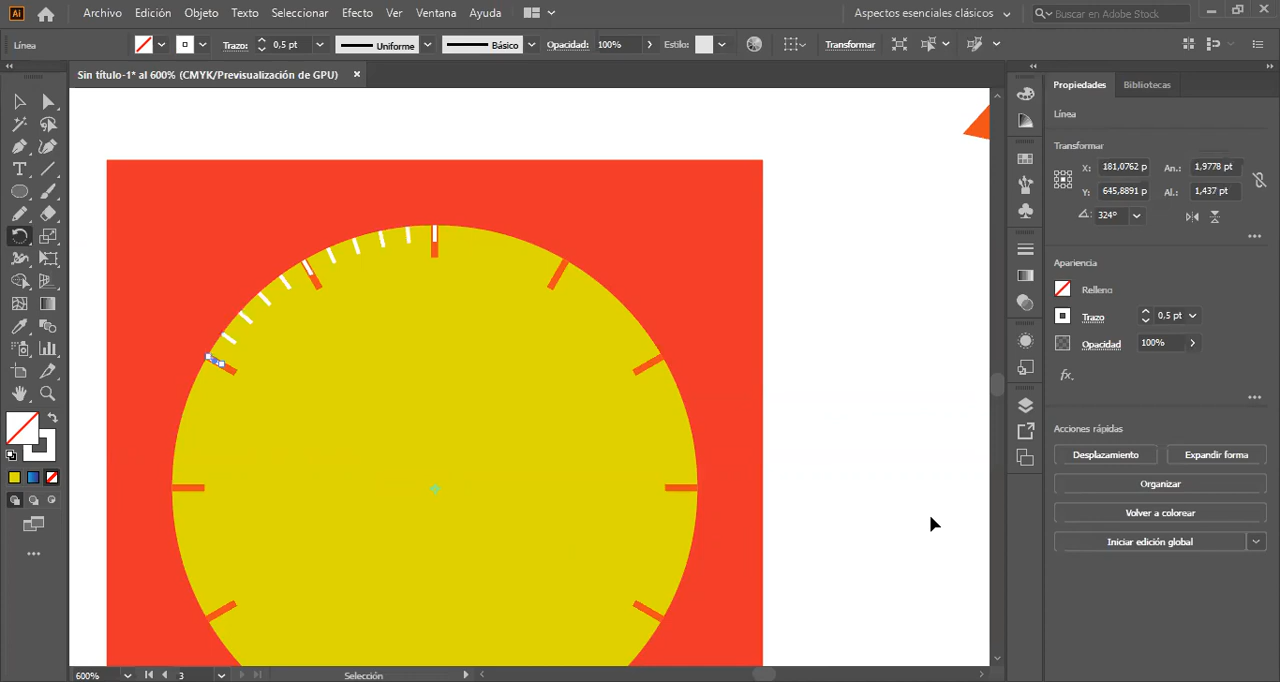 Ai Archivo Edición Objeto Texto Seleccionar Efecto Ver Ventana Ayuda Aspectos esenciales clásicos Buscar en Adobe Stock
Línea Trazo: 0,5 pt Uniforme Básico Opacidad: 100% Estilo: Transformar
Sin título-1* al 600% (CMYK/Previsualización de GPU)
Propiedades Bibliotecas
Línea
Transformar
X: 181,0762 p An.: 1,9778 pt
Y: 645,8891 p Al.: 1,437 pt
324°
Apariencia
Relleno
Trazo 0,5 pt
Opacidad 100%
fx.
Acciones rápidas
Desplazamiento Expandir forma
Organizar
Volver a colorear
Iniciar edición global
600% 3 Selección